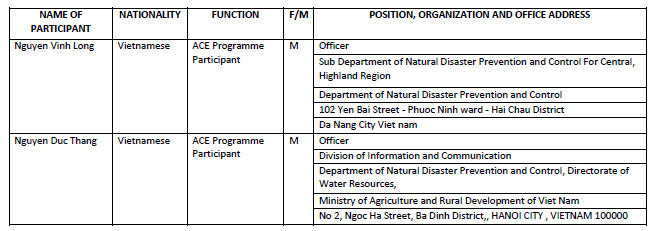 NAME OF PARTICIPANT NATIONALITY FUNCTION F/M POSITION, ORGANIZATION AND OFFICE ADDRESS
Nguyen Vinh Long Vietnamese ACE Programme Participant M Officer
Sub Department of Natural Disaster Prevention and Control For Central,
Highland Region
Department of Natural Disaster Prevention and Control
102 Yen Bai Street - Phuoc Ninh ward - Hai Chau District
Da Nang City Viet nam
Nguyen Duc Thang Vietnamese ACE Programme Participant M Officer
Division of Information and Communication
Department of Natural Disaster Prevention and Control, Directorate of
Water Resources,
Ministry of Agriculture and Rural Development of Viet Nam
No 2, Ngoc Ha Street, Ba Dinh District,, HANOI CITY , VIETNAM 100000